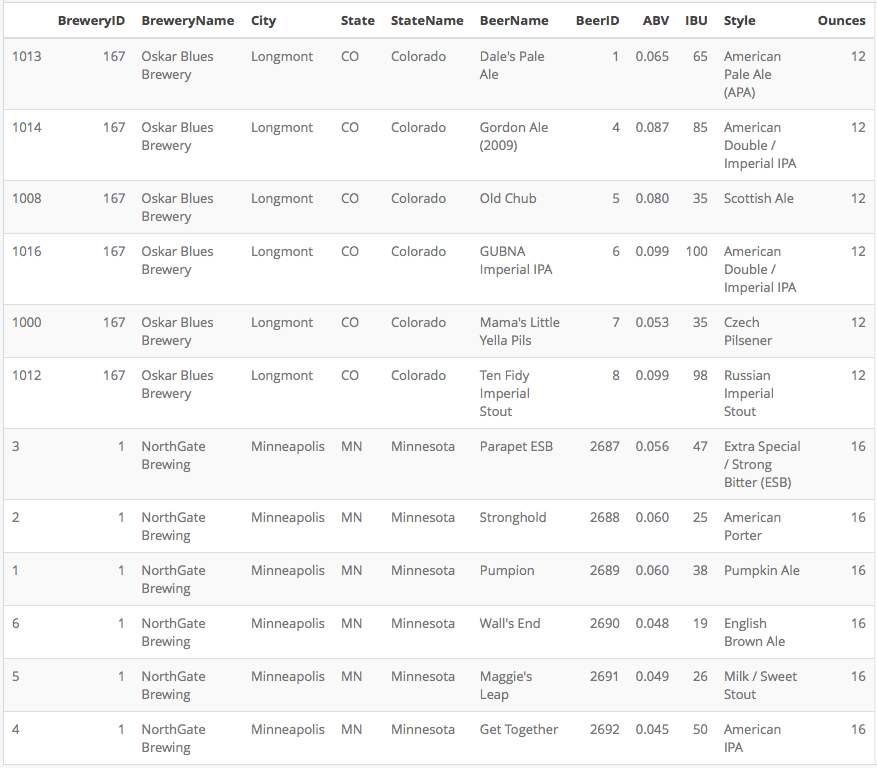 BreweryID BreweryName City State StateName BeerName BeerID ABV IBU Style Ounces
1013 167 Oskar Blues Longmont CO Colorado Dale's Pale 1 0.065 65 American 12
Brewery Ale Pale Ale
(APA)
1014 167 Oskar Blues Longmont CO Colorado Gordon Ale 4 0.087 85 American 12
Brewery (2009) Double /
Imperial IPA
1008 167 Oskar Blues Longmont CO Colorado Old Chub 5 0.080 35 Scottish Ale 12
Brewery
1016 167 Oskar Blues Longmont CO Colorado GUBNA 6 0.099 100 American 12
Brewery Imperial IPA Double /
Imperial IPA
1000 167 Oskar Blues Longmont CO Colorado Mama's Little 7 0.053 35 Czech 12
Brewery Yella Pils Pilsener
1012 167 Oskar Blues Longmont CO Colorado Ten Fidy 8 0.099 98 Russian 12
Brewery Imperial Imperial
Stout Stout
3 1 NorthGate Minneapolis MN Minnesota Parapet ESB 2687 0.056 47 Extra Special 16
Brewing / Strong
Bitter (ESB)
2 1 NorthGate Minneapolis MN Minnesota Stronghold 2688 0.060 25 American 16
Brewing Porter
1 1 NorthGate Minneapolis MN Minnesota Pumpion 2689 0.060 38 Pumpkin Ale 16
Brewing
6 1 NorthGate Minneapolis MN Minnesota Wall's End 2690 0.048 19 English 16
Brewing Brown Ale
5 1 NorthGate Minneapolis MN Minnesota Maggie's 2691 0.049 26 Milk / Sweet 16
Brewing Leap Stout
4 1 NorthGate Minneapolis MN Minnesota Get Together 2692 0.045 50 American 16
Brewing IPA